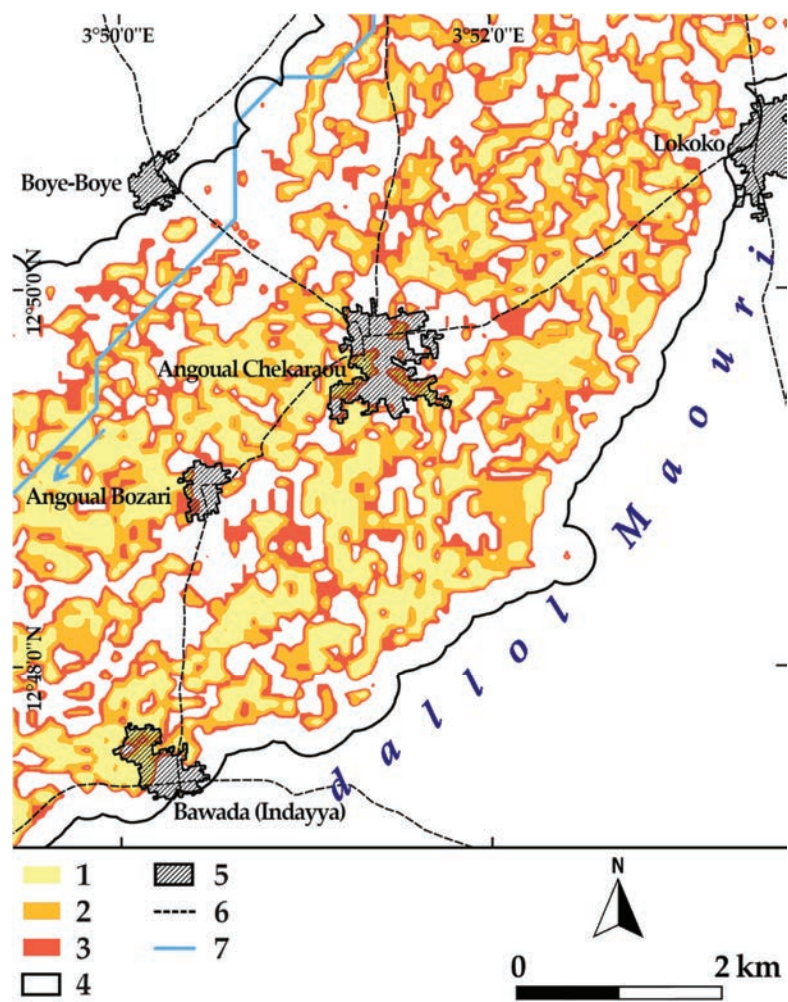 3°50'0"E
3°52'0"E
Lokoko
Boye-Boye
12°50'0"N
Angoual Chekaraou
Angoual Bozari
dallol Maouri
12°48'0"N
Bawada (Indayya)
1
2
3
4
5
6
7
N
0 2 km